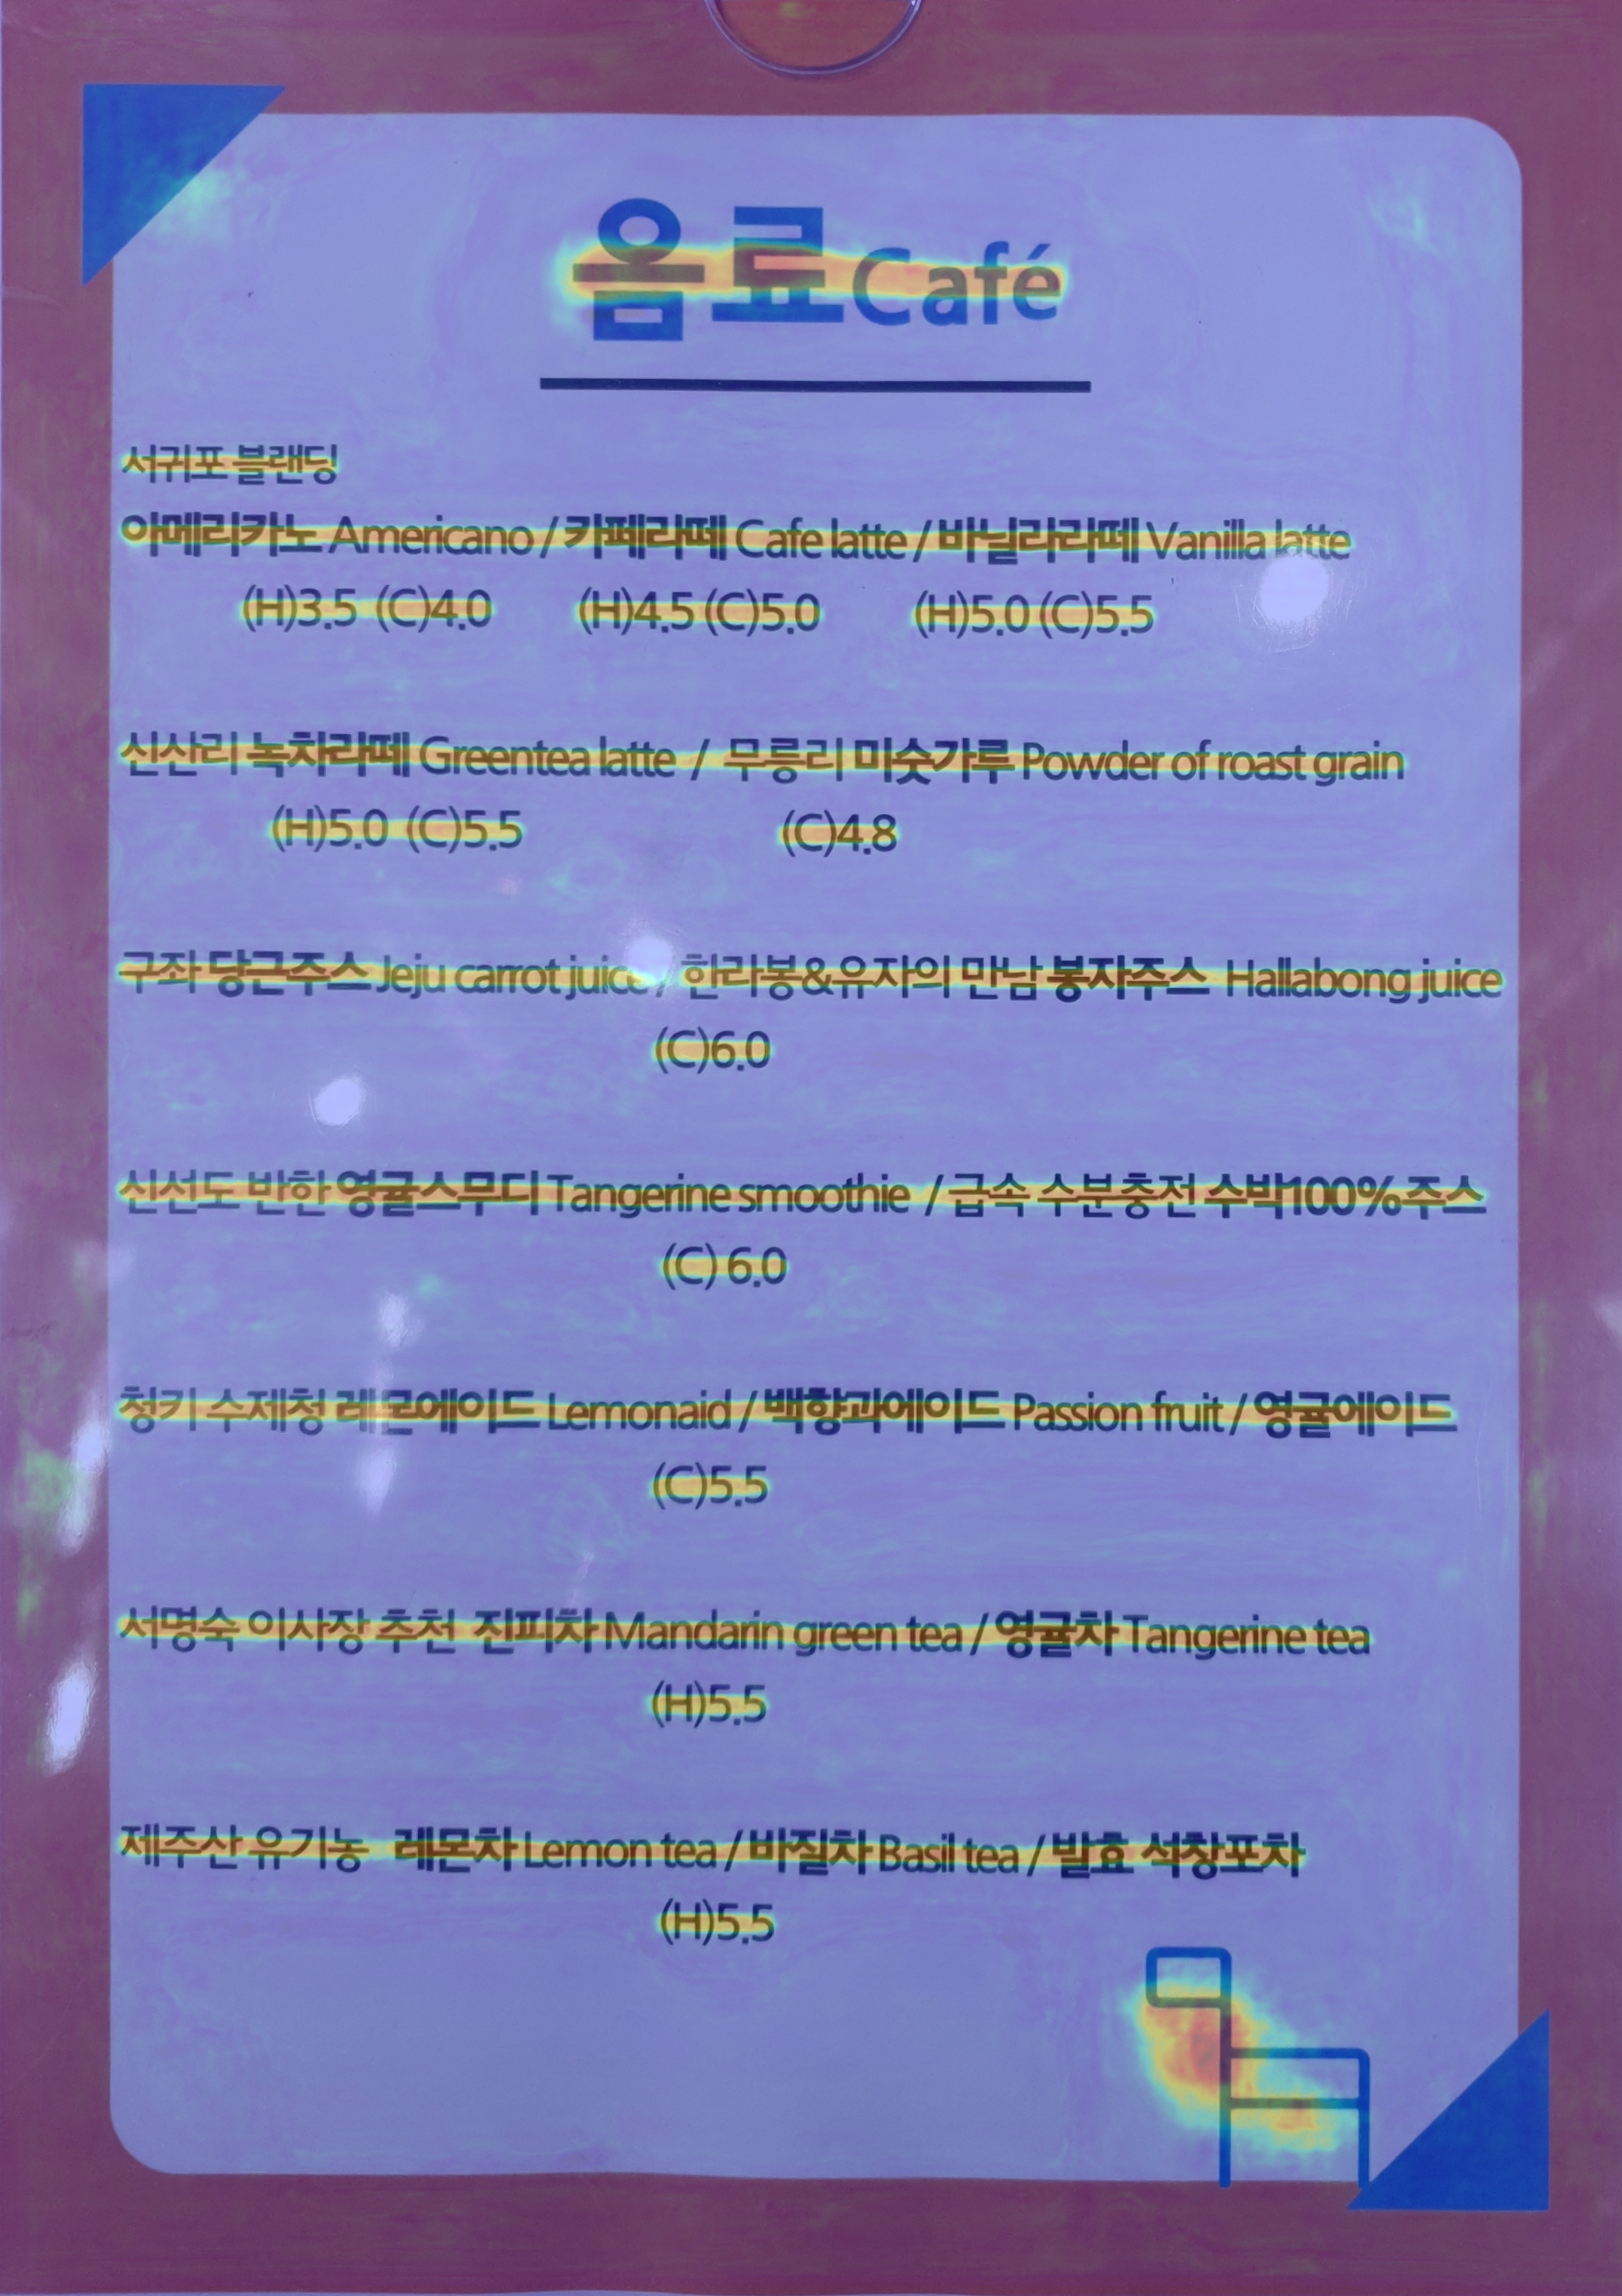 음료 Café
서귀포 블랜딩
아메리카노 Americano / 카페라떼 Cafe latte / 바닐라라떼 Vanilla latte
(H)3.5 (C)4.0 (H)4.5 (C)5.0 (H)5.0 (C)5.5
신산리 녹차라떼 Greentea latte / 무릉리 미숫가루 Powder of roast grain
(H)5.0 (C)5.5 (C)4.8
구좌 당근주스 Jeju carrot juice / 한라봉&유자의 만남 봉자주스 Hallabong juice
(C)6.0
신선도 반한 영귤스무디 Tangerine smoothie / 급속 수분충전 수박100%주스
(C) 6.0
청키 수제청 레몬에이드 Lemonaid / 백향과에이드 Passion fruit / 영귤에이드
(C)5.5
서명숙 이사장 추천 진피차 Mandarin green tea / 영귤차 Tangerine tea
(H)5.5
제주산 유기농 레몬차 Lemon tea / 바질차 Basil tea / 발효 석창포차
(H)5.5